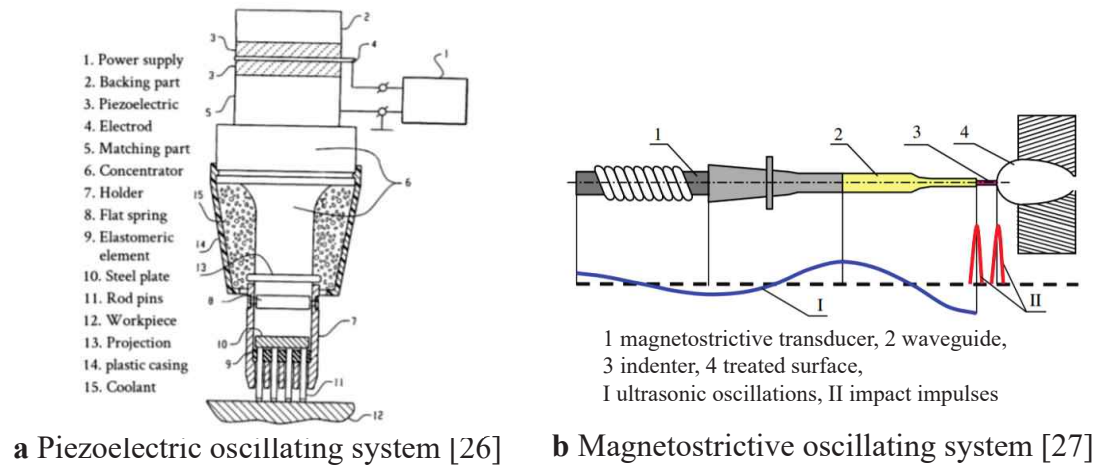 1. Power supply
2. Backing part
3. Piezoelectric
4. Electrod
5. Matching part
6. Concentrator
7. Holder
8. Flat spring
9. Elastomeric
element
10. Steel plate
11. Rod pins
12. Workpiece
13. Projection
14. plastic casing
15. Coolant
2
3
4
1
3
5
6
15
14
13
8
7
10
9
11
12
a Piezoelectric oscillating system [26]
1
2
3
4
I
II
1 magnetostrictive transducer, 2 waveguide,
3 indenter, 4 treated surface,
I ultrasonic oscillations, II impact impulses
b Magnetostrictive oscillating system [27]